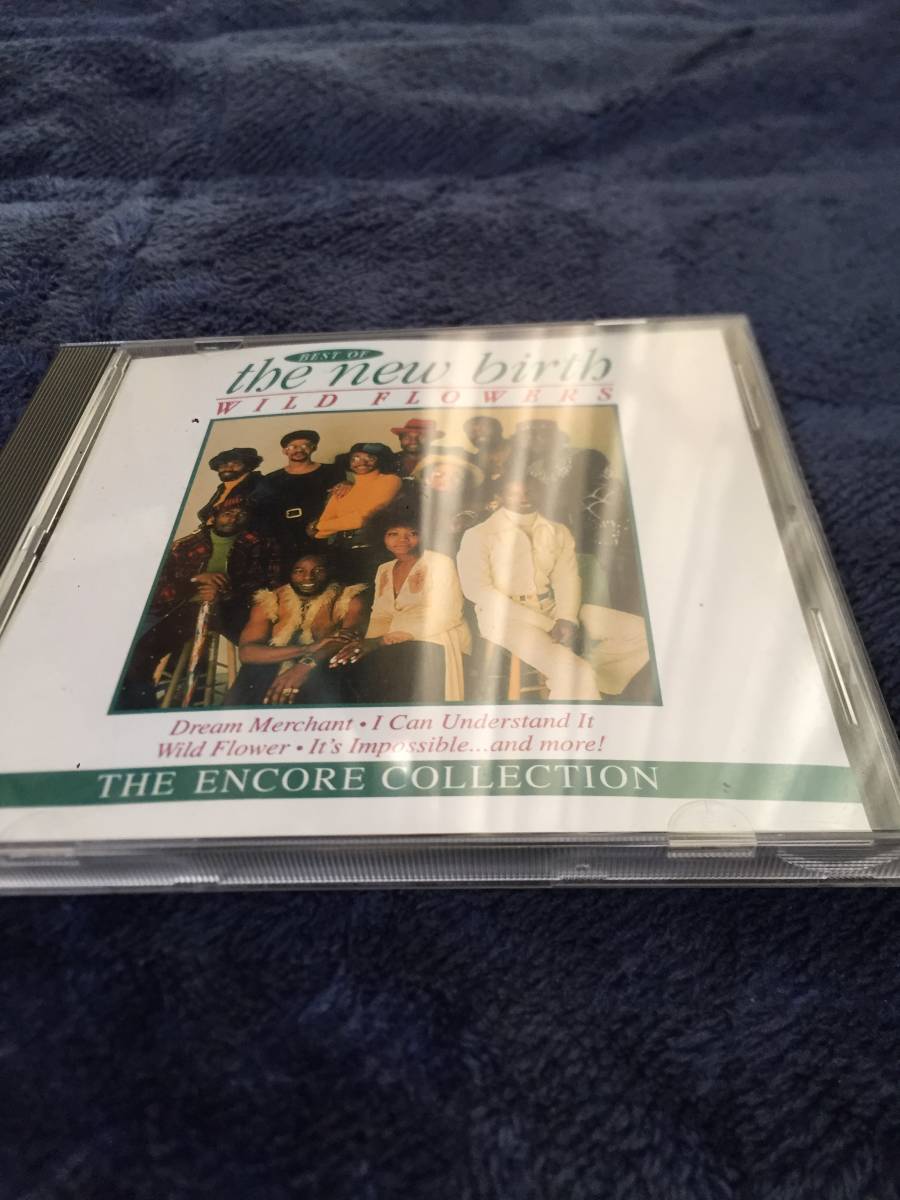 BEST OF
the new birth
WILD FLOWERS
Dream Merchant • I Can Understand It
Wild Flower • It's Impossible...and more!
THE ENCORE COLLECTION